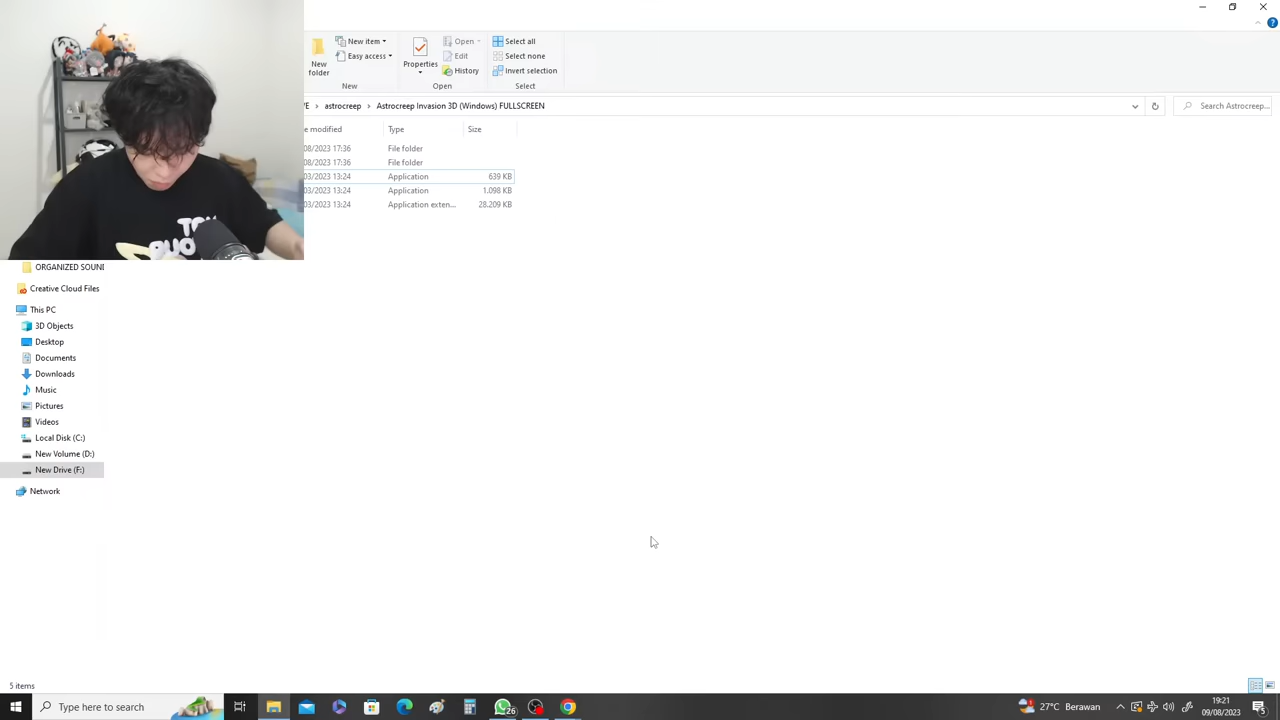 New item
Easy access
New
folder
New
Properties
Open
Edit
History
Open
Select all
Select none
Invert selection
Select
astrocreep
Astrocreep Invasion 3D (Windows) FULLSCREEN
Search Astrocreep...
modified
Type
Size
08/2023 17:36
File folder
08/2023 17:36
File folder
03/2023 13:24
Application
639 KB
03/2023 13:24
Application
1.098 KB
03/2023 13:24
Application exten...
28.209 KB
ORGANIZED SOUN
Creative Cloud Files
This PC
3D Objects
Desktop
Documents
Downloads
Music
Pictures
Videos
Local Disk (C:)
New Volume (D:)
New Drive (F:)
Network
5 items
Type here to search
26
1
27°C Berawan
19:21
09/08/2023